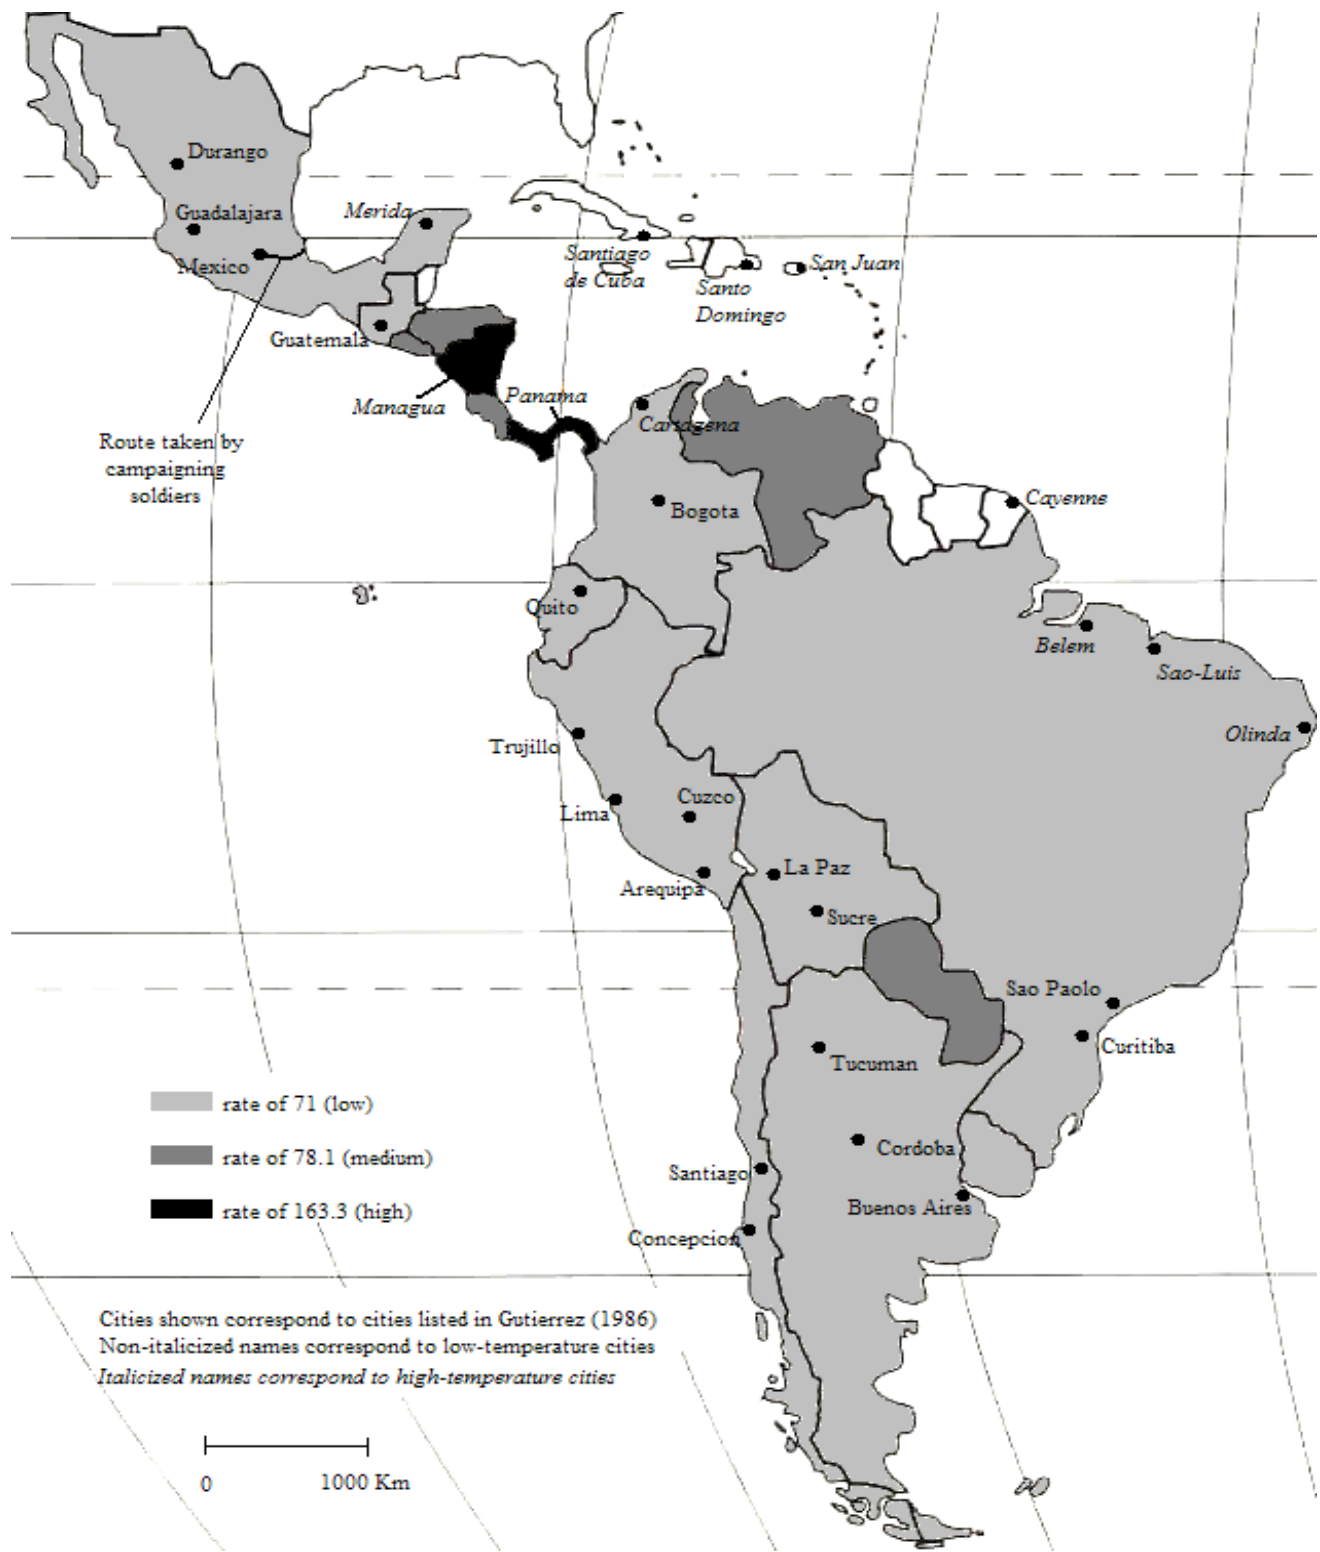 Durango
Guadalajara
Merida
Mexico
Santiago
de Cuba
San Juan
Santo
Domingo
Guatemala
Managua
Panama
Cartagena
Route taken by
campaigning
soldiers
Bogota
Cayenne
Quito
Belem
Sao-Luis
Olinda
Trujillo
Lima
Cuzco
La Paz
Arequipa
Sucre
Sao Paolo
Curitiba
Tucuman
rate of 71 (low)
Cordoba
rate of 78.1 (medium)
Santiago
Buenos Aires
rate of 163.3 (high)
Concepcion
Cities shown correspond to cities listed in Gutierrez (1986)
Non-italicized names correspond to low-temperature cities
Italicized names correspond to high-temperature cities
0
1000 Km